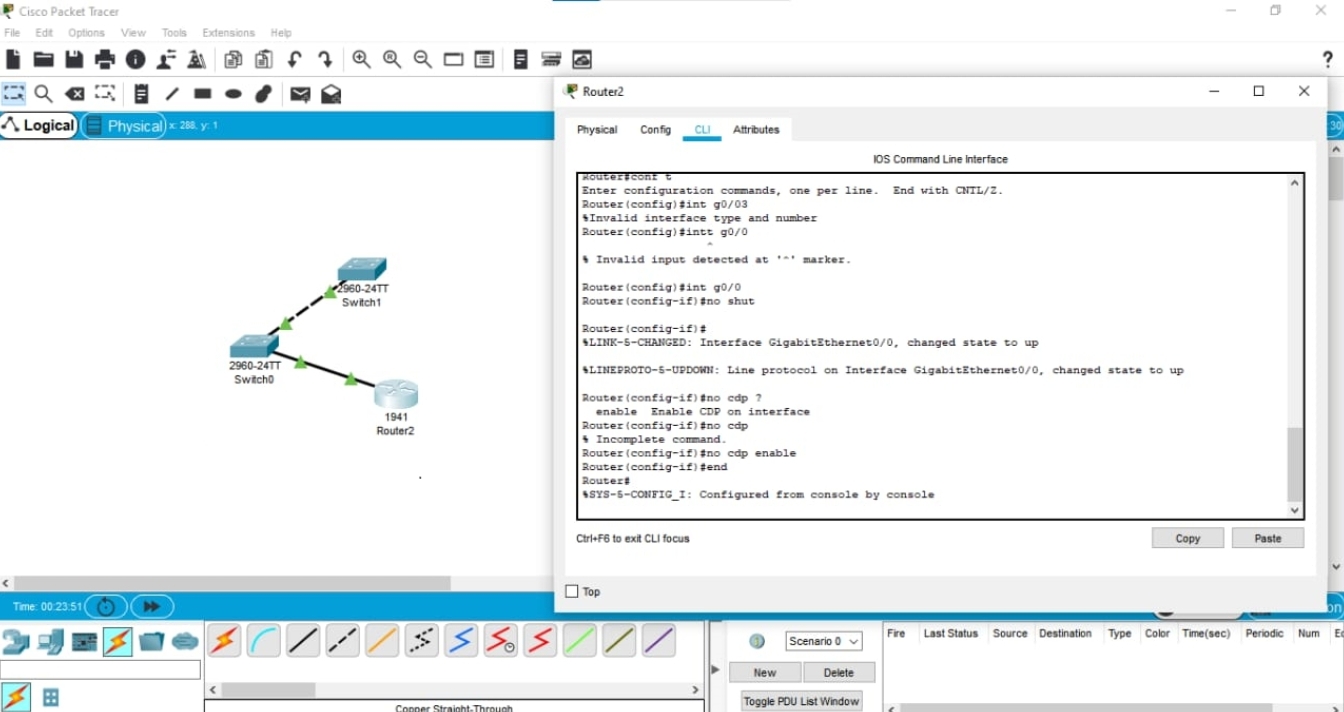 Cisco Packet Tracer
File Edit Options View Tools Extensions Help
?
Logical Physical x: 288, y: 1
2960-24TT
Switch1
2960-24TT
Switch0
1941
Router2
Router2
Physical Config CLI Attributes
IOS Command Line Interface
Router#conf t
Enter configuration commands, one per line. End with CNTL/Z.
Router(config)#int g0/03
%Invalid interface type and number
Router(config)#intt g0/0
^
% Invalid input detected at '^' marker.
Router(config)#int g0/0
Router(config-if)#no shut
Router(config-if)#
%LINK-5-CHANGED: Interface GigabitEthernet0/0, changed state to up
%LINEPROTO-5-UPDOWN: Line protocol on Interface GigabitEthernet0/0, changed state to up
Router(config-if)#no cdp ?
enable Enable CDP on interface
Router(config-if)#no cdp
% Incomplete command.
Router(config-if)#no cdp enable
Router(config-if)#end
Router#
%SYS-5-CONFIG_I: Configured from console by console
Ctrl+F6 to exit CLI focus
Copy Paste
Top
Time: 00:23:51
Scenario 0
New Delete
Toggle PDU List Window
Fire Last Status Source Destination Type Color Time(sec) Periodic Num
Copper Straight-Through